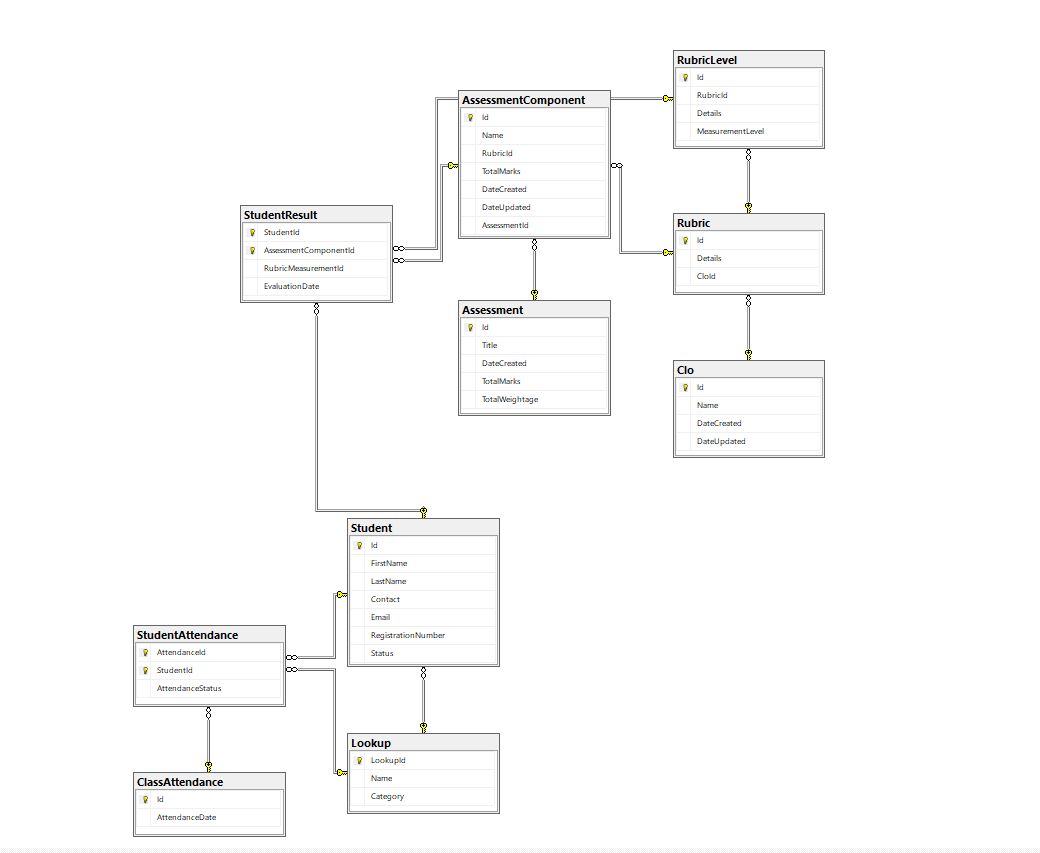 RubricLevel
Id
RubricId
Details
MeasurementLevel
AssessmentComponent
Id
Name
RubricId
TotalMarks
DateCreated
DateUpdated
AssessmentId
StudentResult
StudentId
AssessmentComponentId
RubricMeasurementId
EvaluationDate
Rubric
Id
Details
CloId
Assessment
Id
Title
DateCreated
TotalMarks
TotalWeightage
Clo
Id
Name
DateCreated
DateUpdated
Student
Id
FirstName
LastName
Contact
Email
RegistrationNumber
Status
StudentAttendance
AttendanceId
StudentId
AttendanceStatus
Lookup
LookupId
Name
Category
ClassAttendance
Id
AttendanceDate